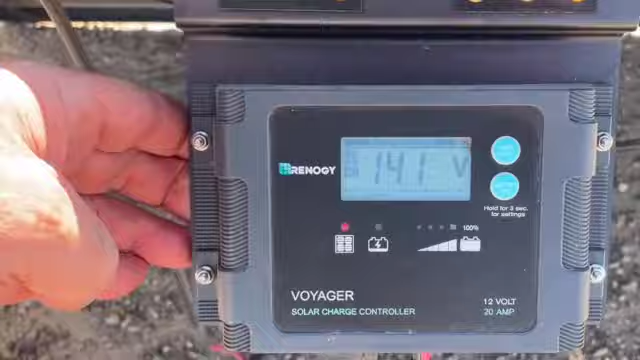 RENOGY
14.1 V
Hold for 3 sec.
for settings
100%
VOYAGER
SOLAR CHARGE CONTROLLER
12 VOLT
20 AMP